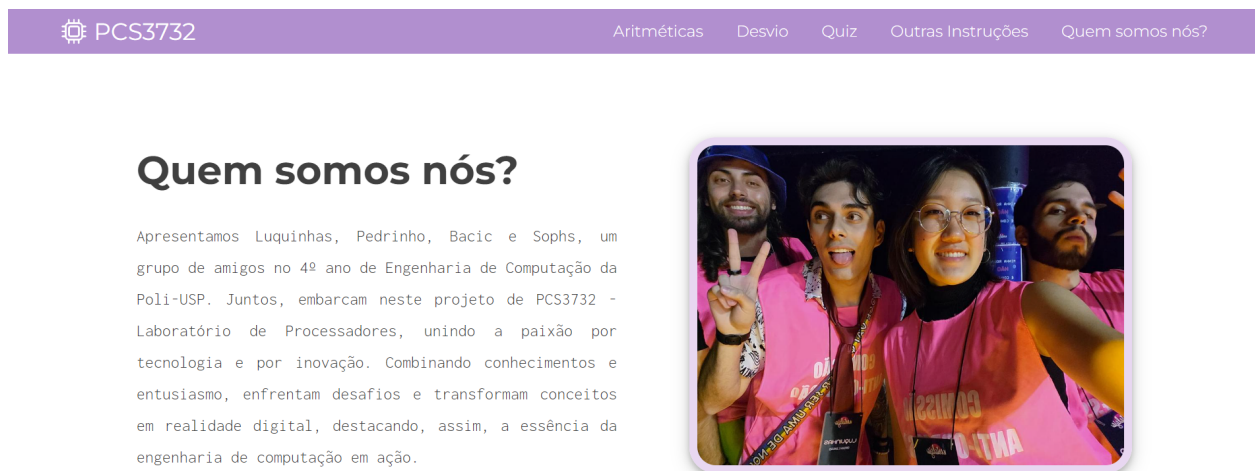 PCS3732
Aritméticas Desvio Quiz Outras Instruções Quem somos nós?
Quem somos nós?
Apresentamos Luquinhas, Pedrinho, Bacic e Sophs, um
grupo de amigos no 4º ano de Engenharia de Computação da
Poli-USP. Juntos, embarcam neste projeto de PCS3732 -
Laboratório de Processadores, unindo a paixão por
tecnologia e por inovação. Combinando conhecimentos e
entusiasmo, enfrentam desafios e transformam conceitos
em realidade digital, destacando, assim, a essência da
engenharia de computação em ação.
COMISSÃO
ANTI-